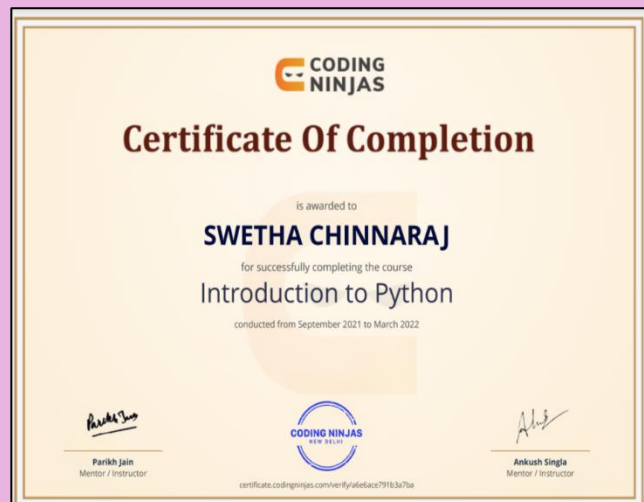 CODING
NINJAS
Certificate Of Completion
is awarded to
SWETHA CHINNARAJ
for successfully completing the course
Introduction to Python
conducted from September 2021 to March 2022
Parikh Jain
CODING NINJAS
NEW DELHI
Parikh Jain
Mentor / Instructor
Ankush Singla
Mentor / Instructor
certificate.codingninjas.com/verify/a6e6ace791b3a7ba